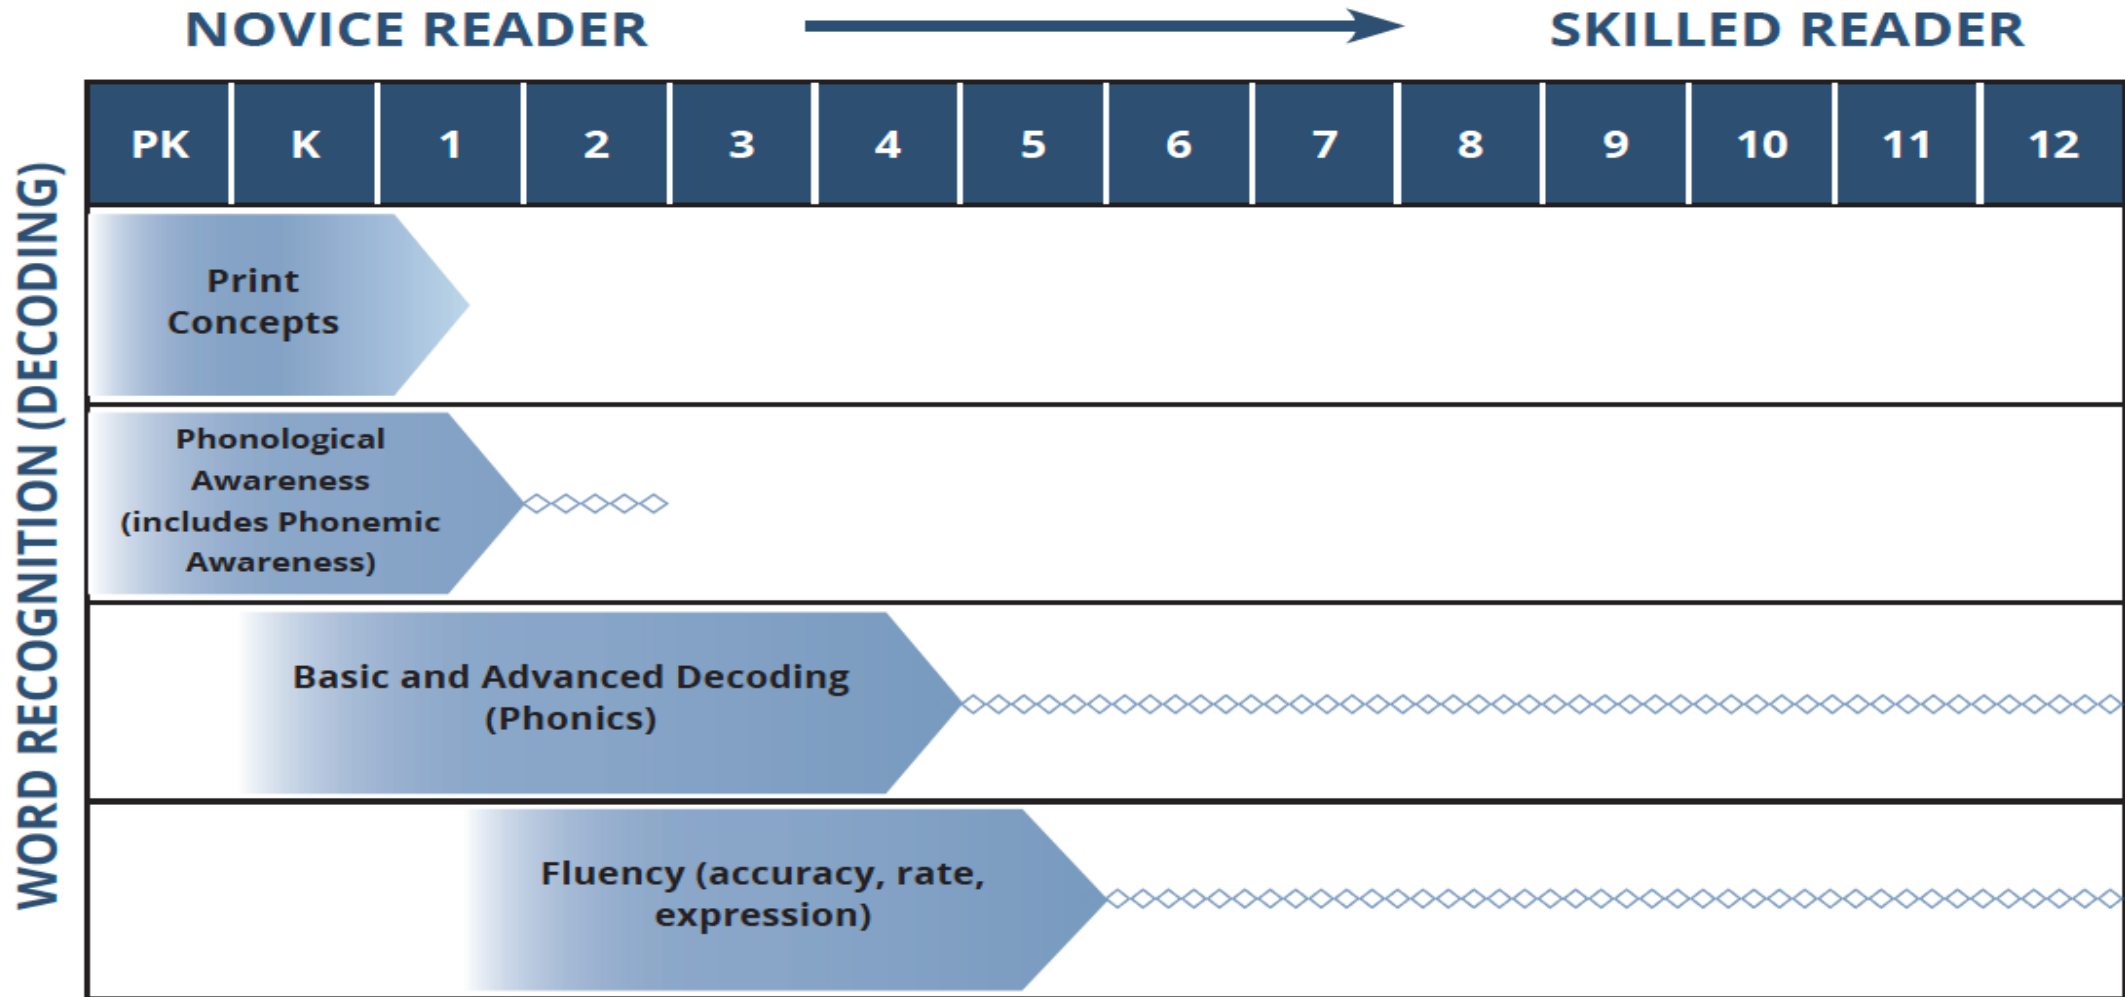 NOVICE READER SKILLED READER
PK K 1 2 3 4 5 6 7 8 9 10 11 12
WORD RECOGNITION (DECODING)
Print
Concepts
Phonological
Awareness
(includes Phonemic
Awareness)
Basic and Advanced Decoding
(Phonics)
Fluency (accuracy, rate,
expression)